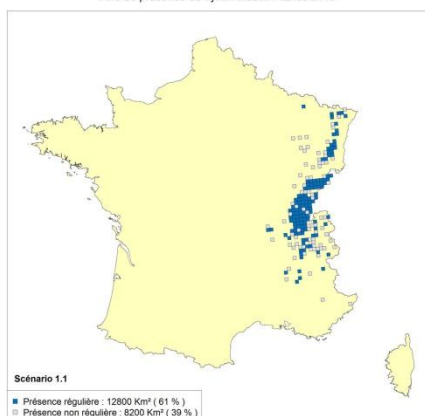 Scénario 1.1
Présence régulière : 12800 Km² ( 61 % )
Présence non régulière : 8200 Km² ( 39 % )